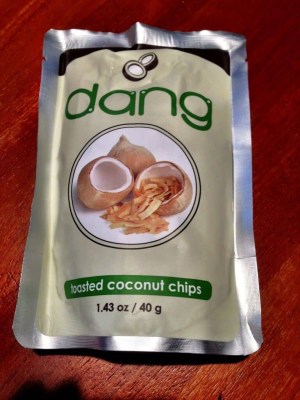 dang
toasted coconut chips
1.43 oz / 40 g